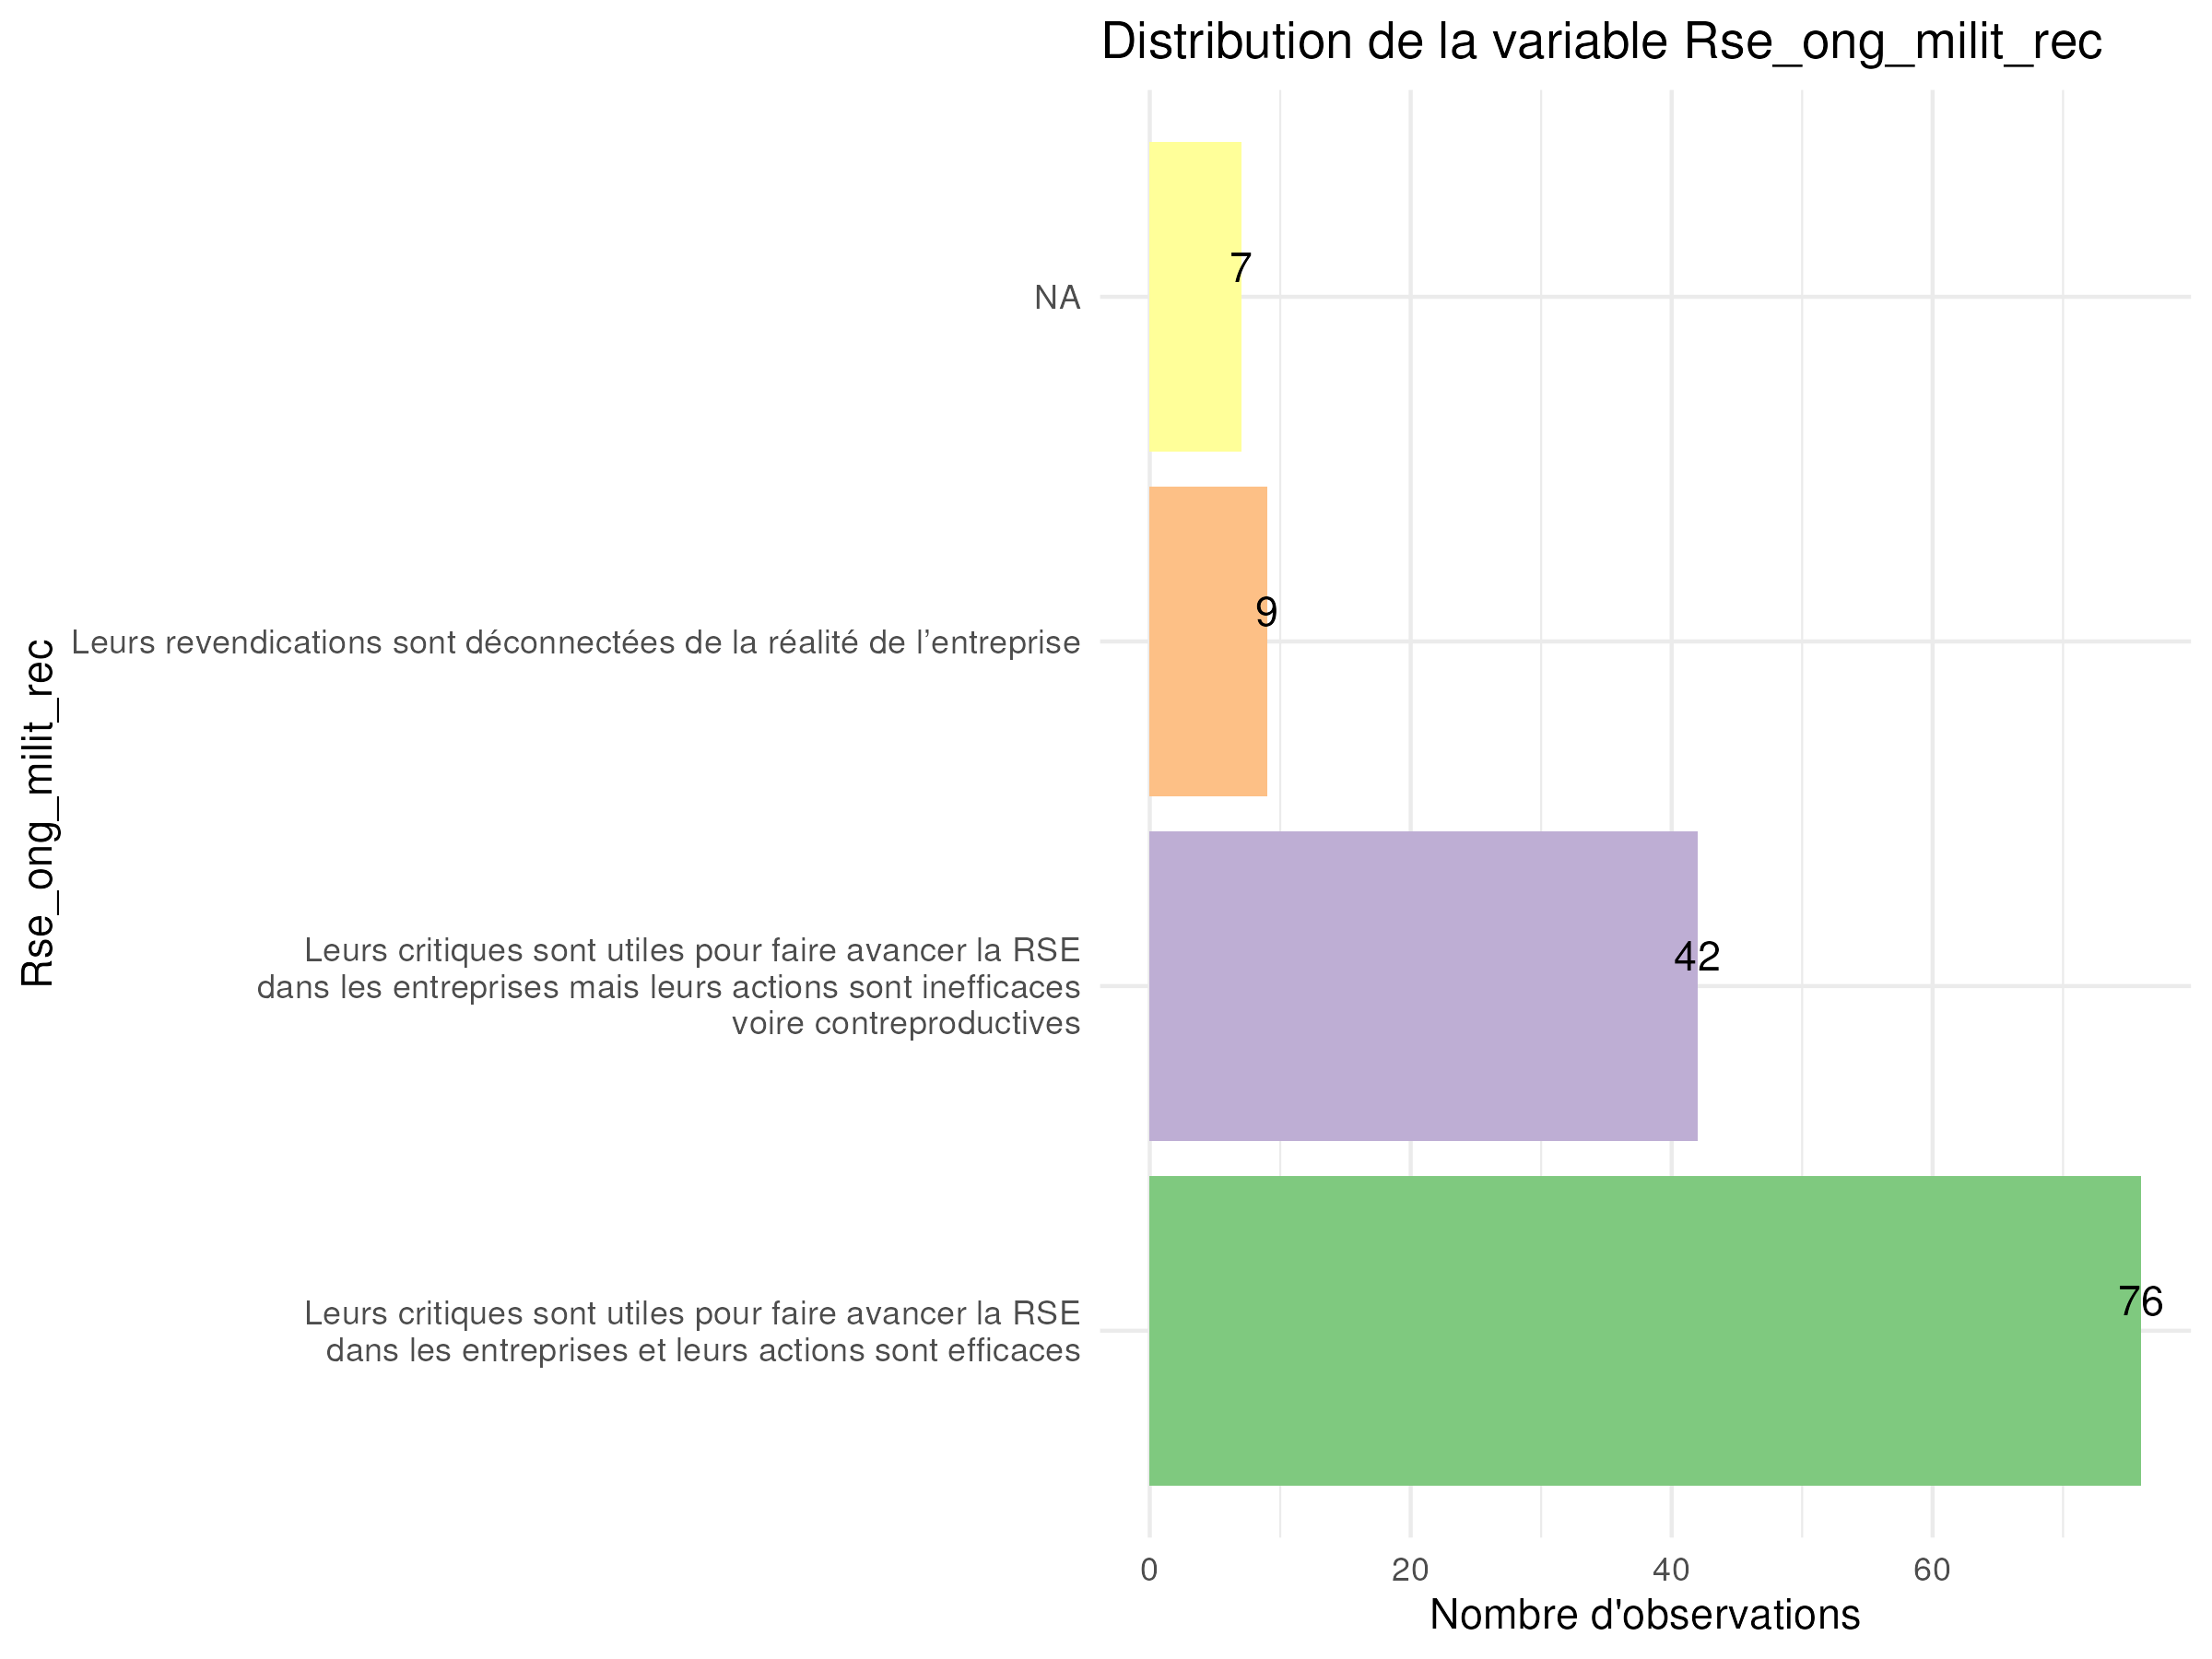 Distribution de la variable Rse_ong_milit_rec
Rse_ong_milit_rec
NA
7
Leurs revendications sont déconnectées de la réalité de l’entreprise
9
Leurs critiques sont utiles pour faire avancer la RSE
dans les entreprises mais leurs actions sont inefficaces
voire contreproductives
42
Leurs critiques sont utiles pour faire avancer la RSE
dans les entreprises et leurs actions sont efficaces
76
0 20 40 60
Nombre d'observations